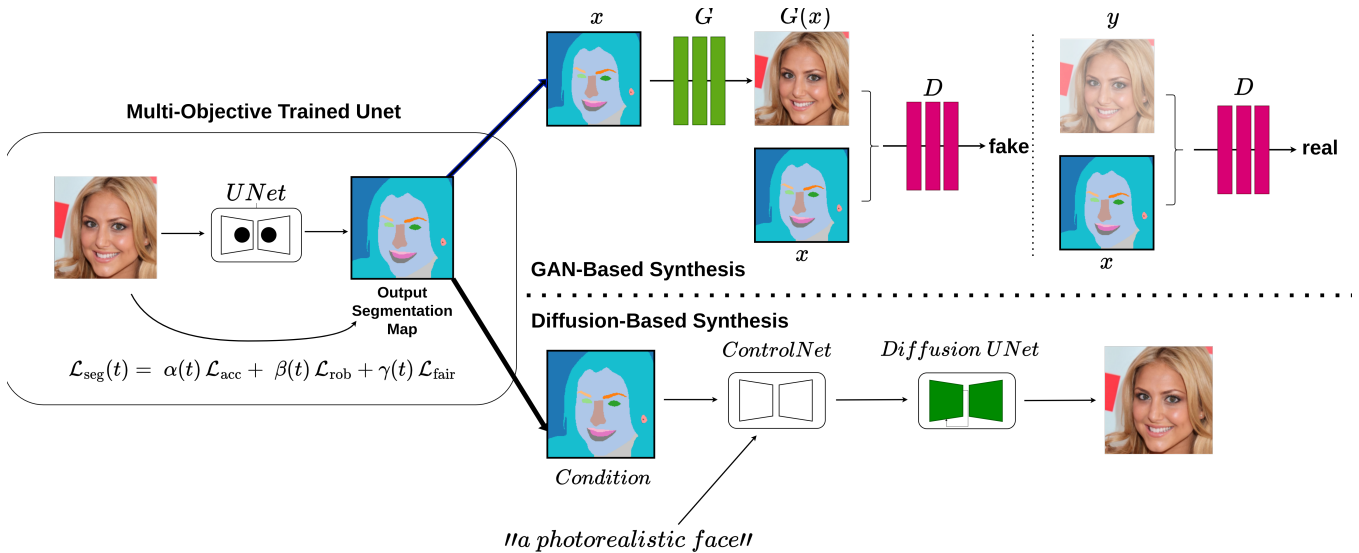 Multi-Objective Trained Unet
UNet
Output
Segmentation
Map
𝓛seg(t) = α(t) 𝓛acc + β(t) 𝓛rob + γ(t) 𝓛fair
x
G
G(x)
D
fake
x
y
D
real
x
GAN-Based Synthesis
Diffusion-Based Synthesis
ControlNet
Diffusion UNet
Condition
"a photorealistic face"